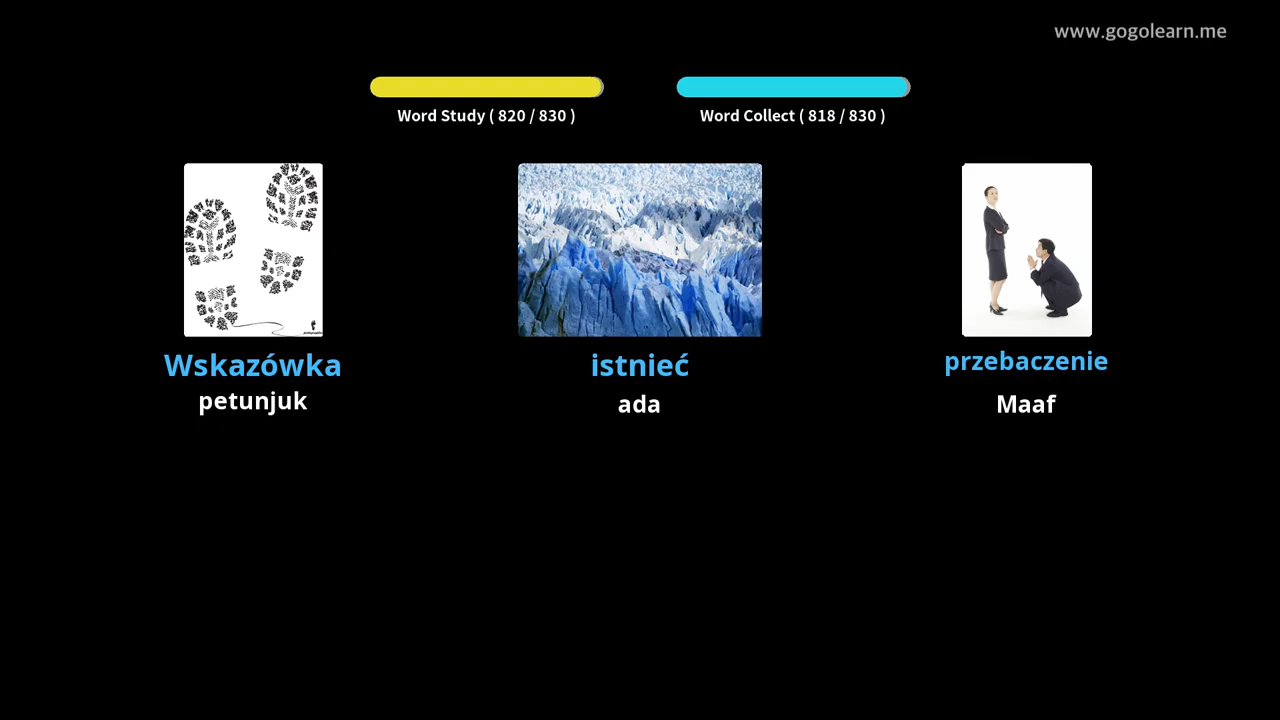 www.gogolearn.me
Word Study ( 820 / 830 )
Word Collect ( 818 / 830 )
Wskazówka
petunjuk
istnieć
ada
przebaczenie
Maaf